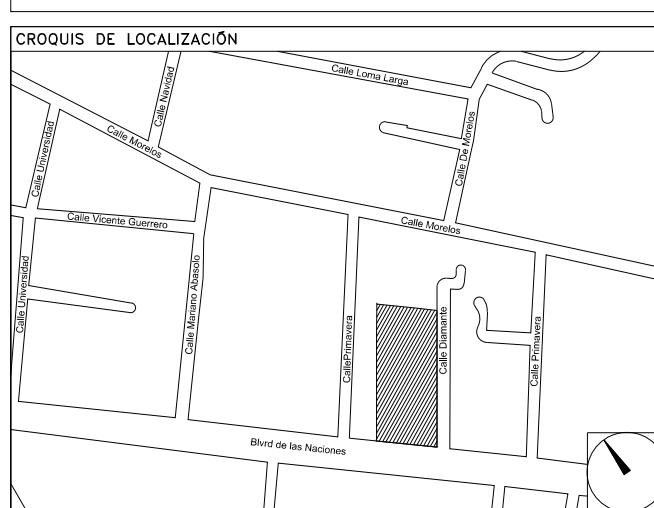 CROQUIS DE LOCALIZACIÓN
Calle Loma Larga
Calle Navidad
Calle Morelos
Calle Universidad
Calle De Morelos
Calle Vicente Guerrero
Calle Morelos
Calle Universidad
Calle Mariano Abasolo
CallePrimavera
Calle Diamante
Calle Primavera
Blvrd de las Naciones